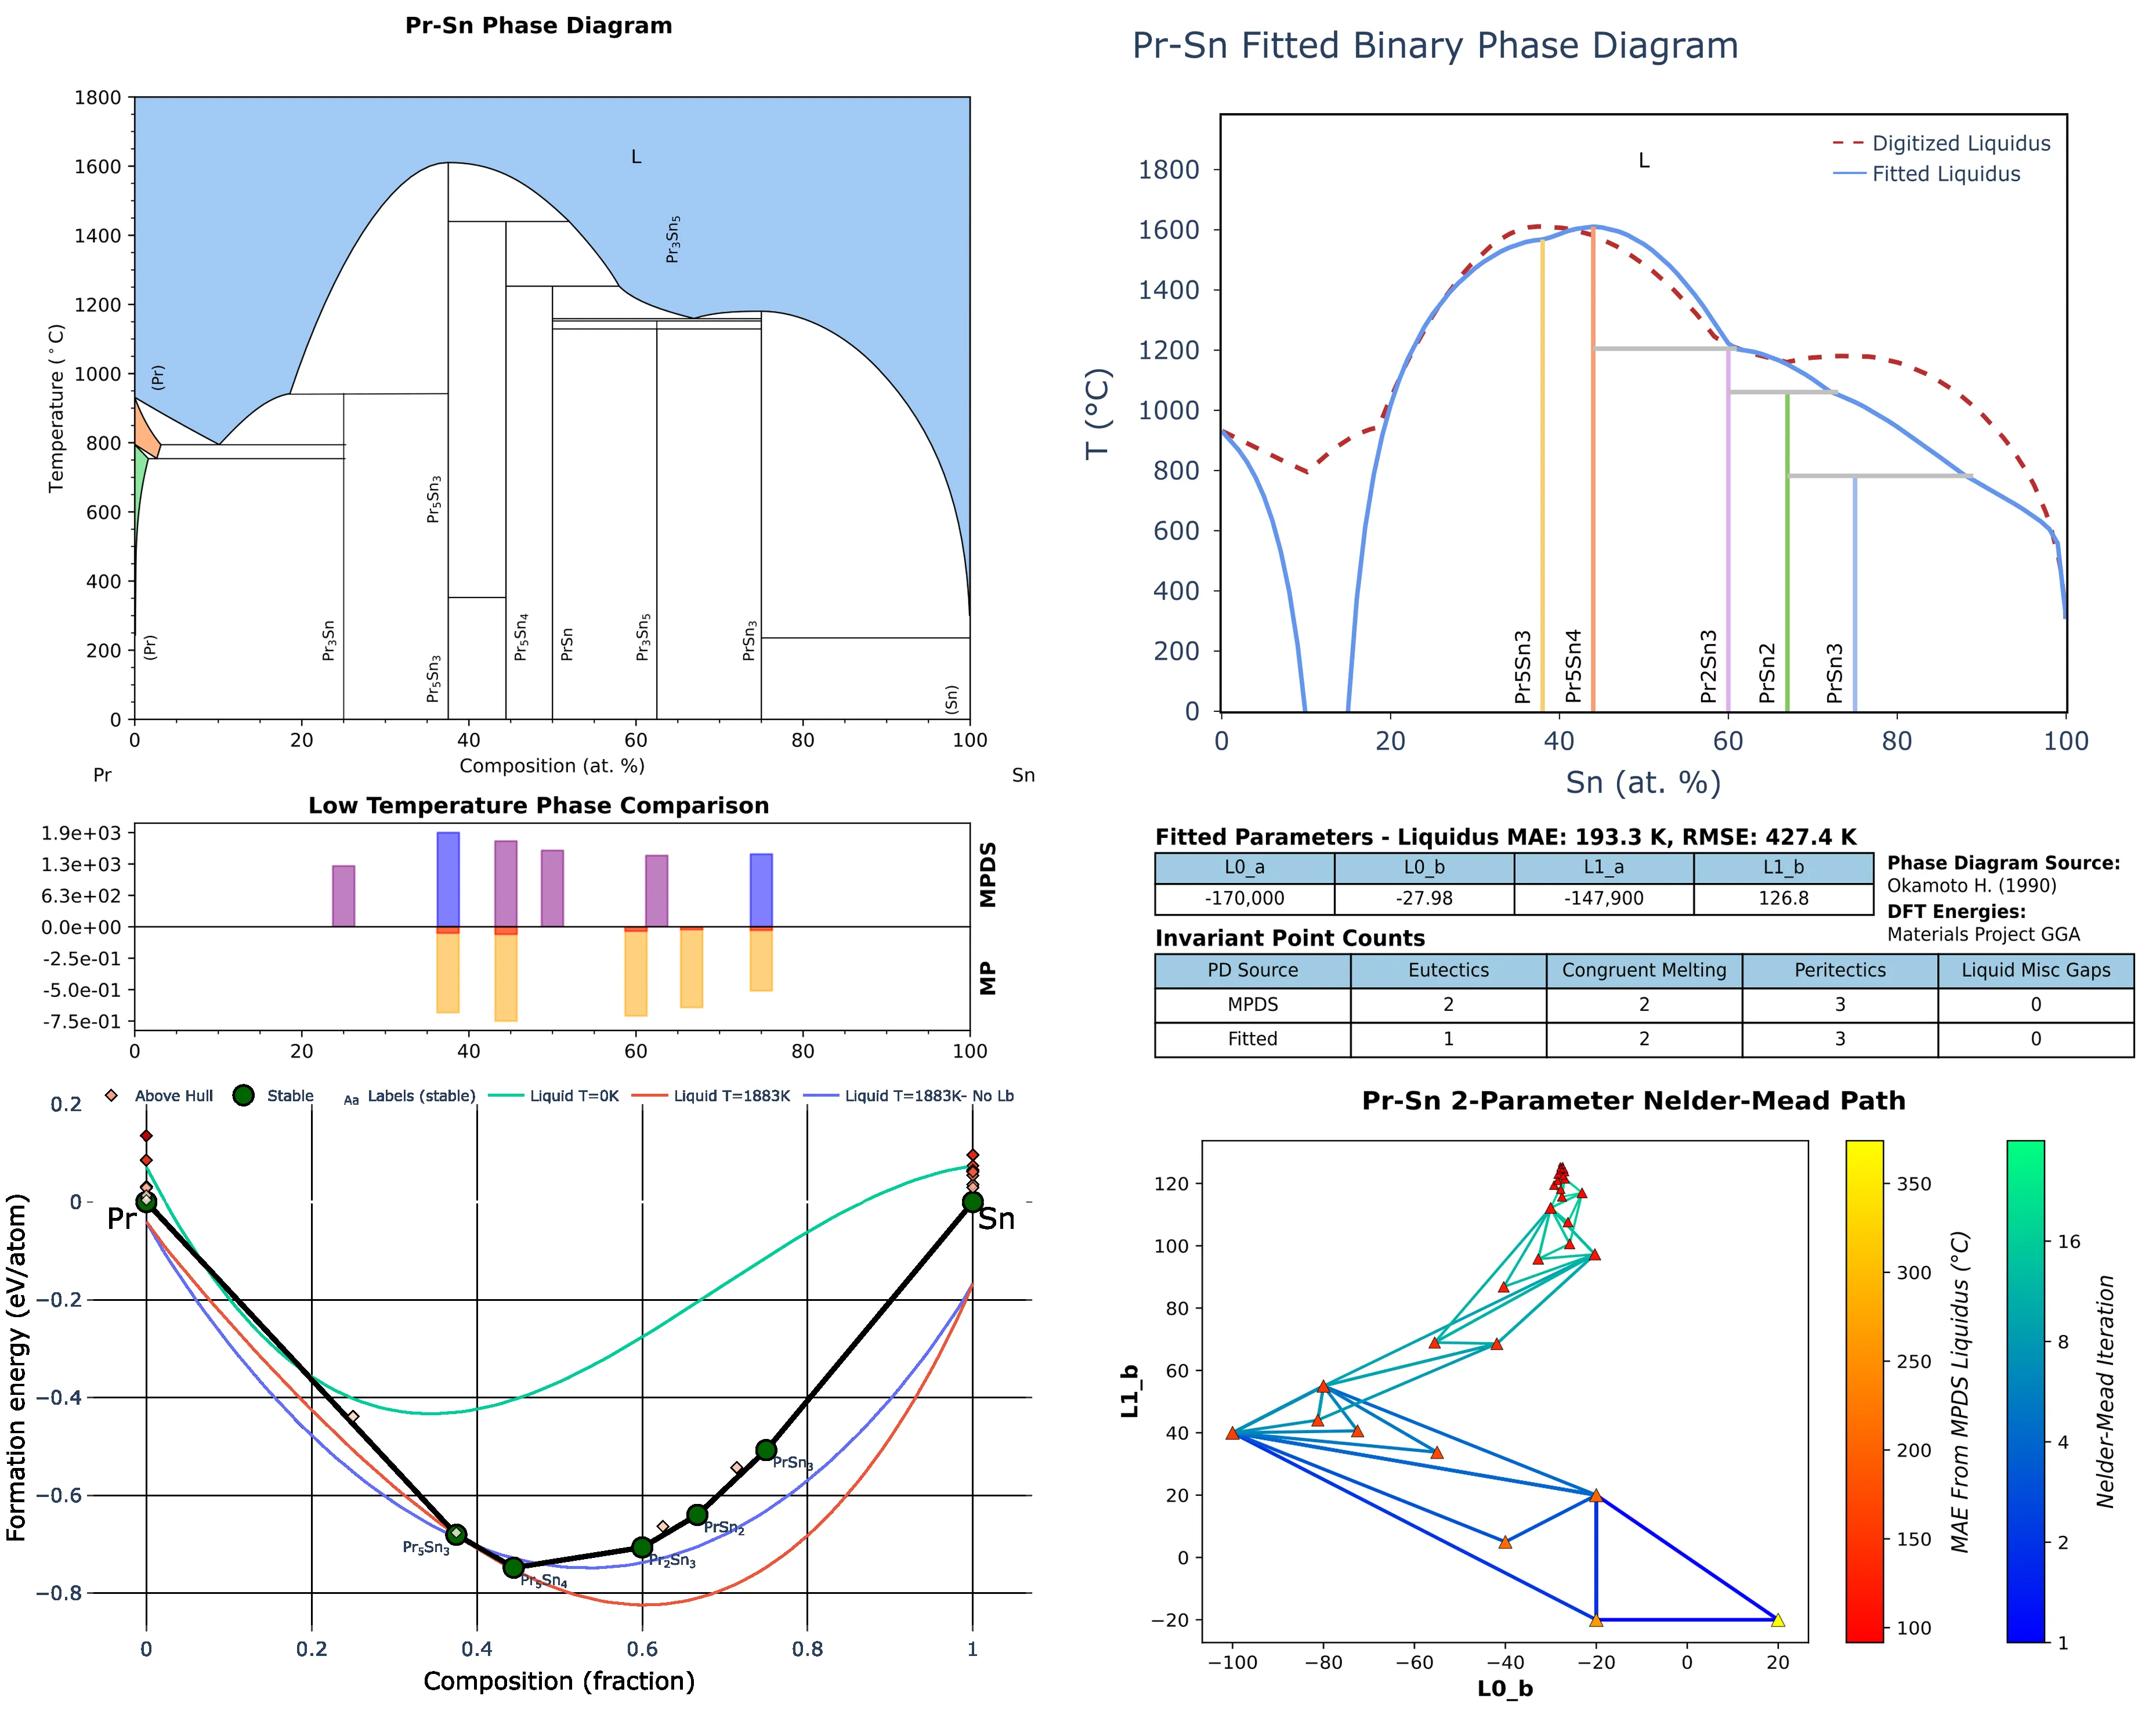 Pr-Sn Phase Diagram
Temperature (°C)
1800
1600
1400
1200
1000
800
600
400
200
0
L
(Pr)
(Pr)
Pr3Sn
Pr5Sn3
Pr5Sn3
Pr5Sn4
PrSn
Pr3Sn5
Pr3Sn5
PrSn3
(Sn)
0 20 40 60 80 100
Composition (at. %)
Pr Sn
Pr-Sn Fitted Binary Phase Diagram
T (°C)
1800
1600
1400
1200
1000
800
600
400
200
0
L
Digitized Liquidus
Fitted Liquidus
Pr5Sn3
Pr5Sn4
Pr2Sn3
PrSn2
PrSn3
0 20 40 60 80 100
Sn (at. %)
Low Temperature Phase Comparison
1.9e+03
1.3e+03
6.3e+02
0.0e+00
-2.5e-01
-5.0e-01
-7.5e-01
MPDS
MP
0 20 40 60 80 100
Fitted Parameters - Liquidus MAE: 193.3 K, RMSE: 427.4 K
L0_a L0_b L1_a L1_b
-170,000 -27.98 -147,900 126.8
Phase Diagram Source:
Okamoto H. (1990)
DFT Energies:
Materials Project GGA
Invariant Point Counts
PD Source Eutectics Congruent Melting Peritectics Liquid Misc Gaps
MPDS 2 2 3 0
Fitted 1 2 3 0
Above Hull Stable Aa Labels (stable) Liquid T=0K Liquid T=1883K Liquid T=1883K- No Lb
Formation energy (eV/atom)
0.2
0
−0.2
−0.4
−0.6
−0.8
Pr
Sn
Pr5Sn3
Pr5Sn4
Pr2Sn3
PrSn2
PrSn3
0 0.2 0.4 0.6 0.8 1
Composition (fraction)
Pr-Sn 2-Parameter Nelder-Mead Path
L1_b
120
100
80
60
40
20
0
−20
−100 −80 −60 −40 −20 0 20
L0_b
350
300
250
200
150
100
MAE From MPDS Liquidus (°C)
16
8
4
2
1
Nelder-Mead Iteration